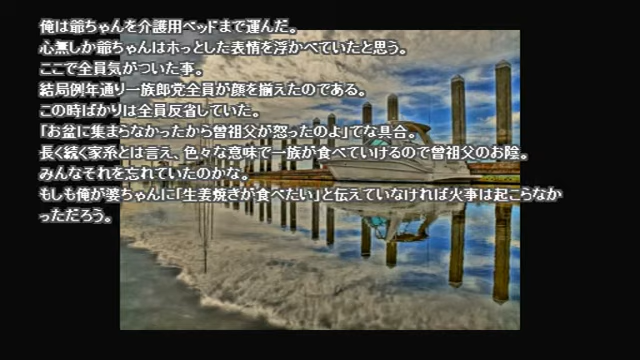 俺は爺ちゃんを介護用ベッドまで運んだ。
心無しか爺ちゃんはホっとした表情を浮かべていたと思う。
ここで全員気がついた事。
結局例年通り一族郎党全員が顔を揃えたのである。
この時ばかりは全員反省していた。
「お盆に集まらなかったから曽祖父が怒ったのよ」てな具合。
長く続く家系とは言え、色々な意味で一族が食べていけるので曽祖父のお陰。
みんなそれを忘れていたのかな。
もしも俺が婆ちゃんに「生姜焼きが食べたい」と伝えていなければ火事は起こらなか
っただろう。